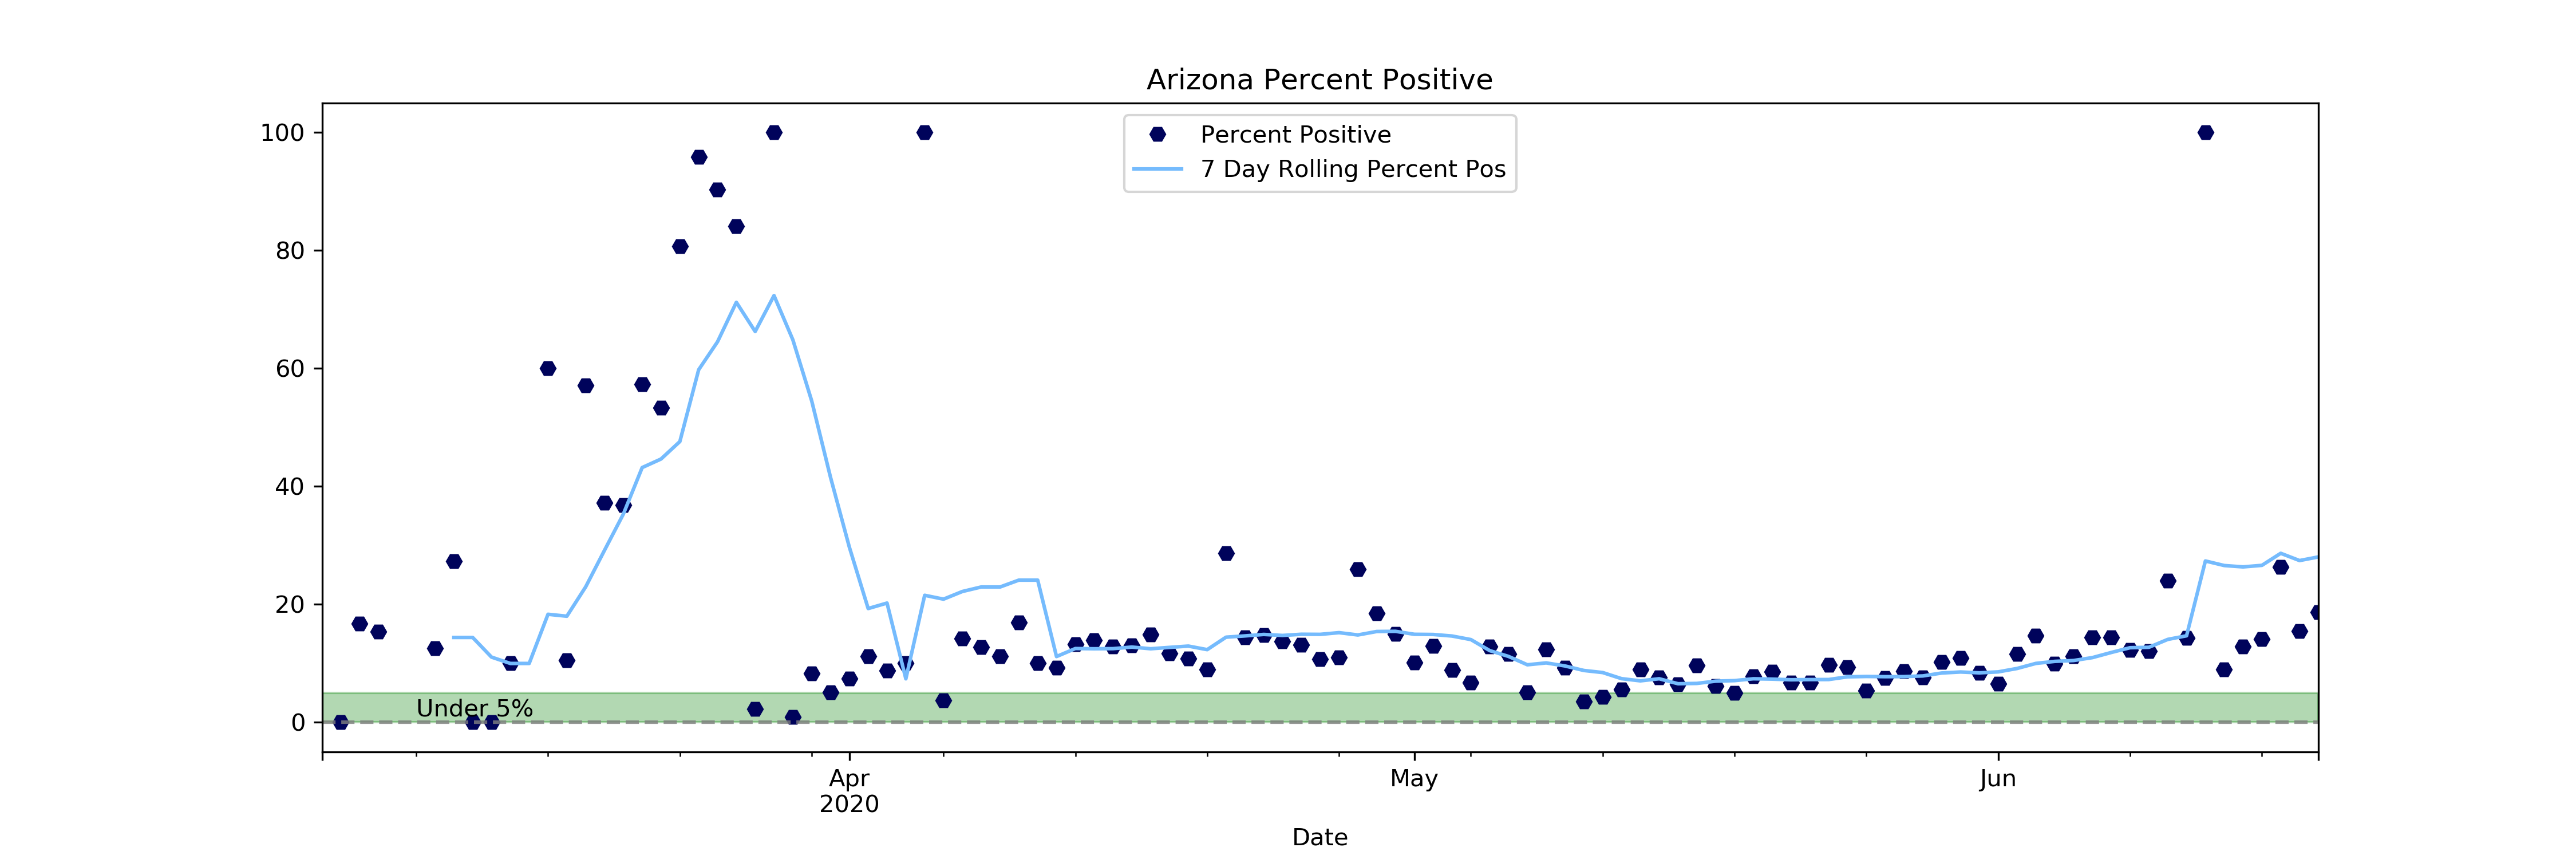 Arizona Percent Positive
Percent Positive
7 Day Rolling Percent Pos
100
80
60
40
20
0
Under 5%
Apr
2020
May
Jun
Date